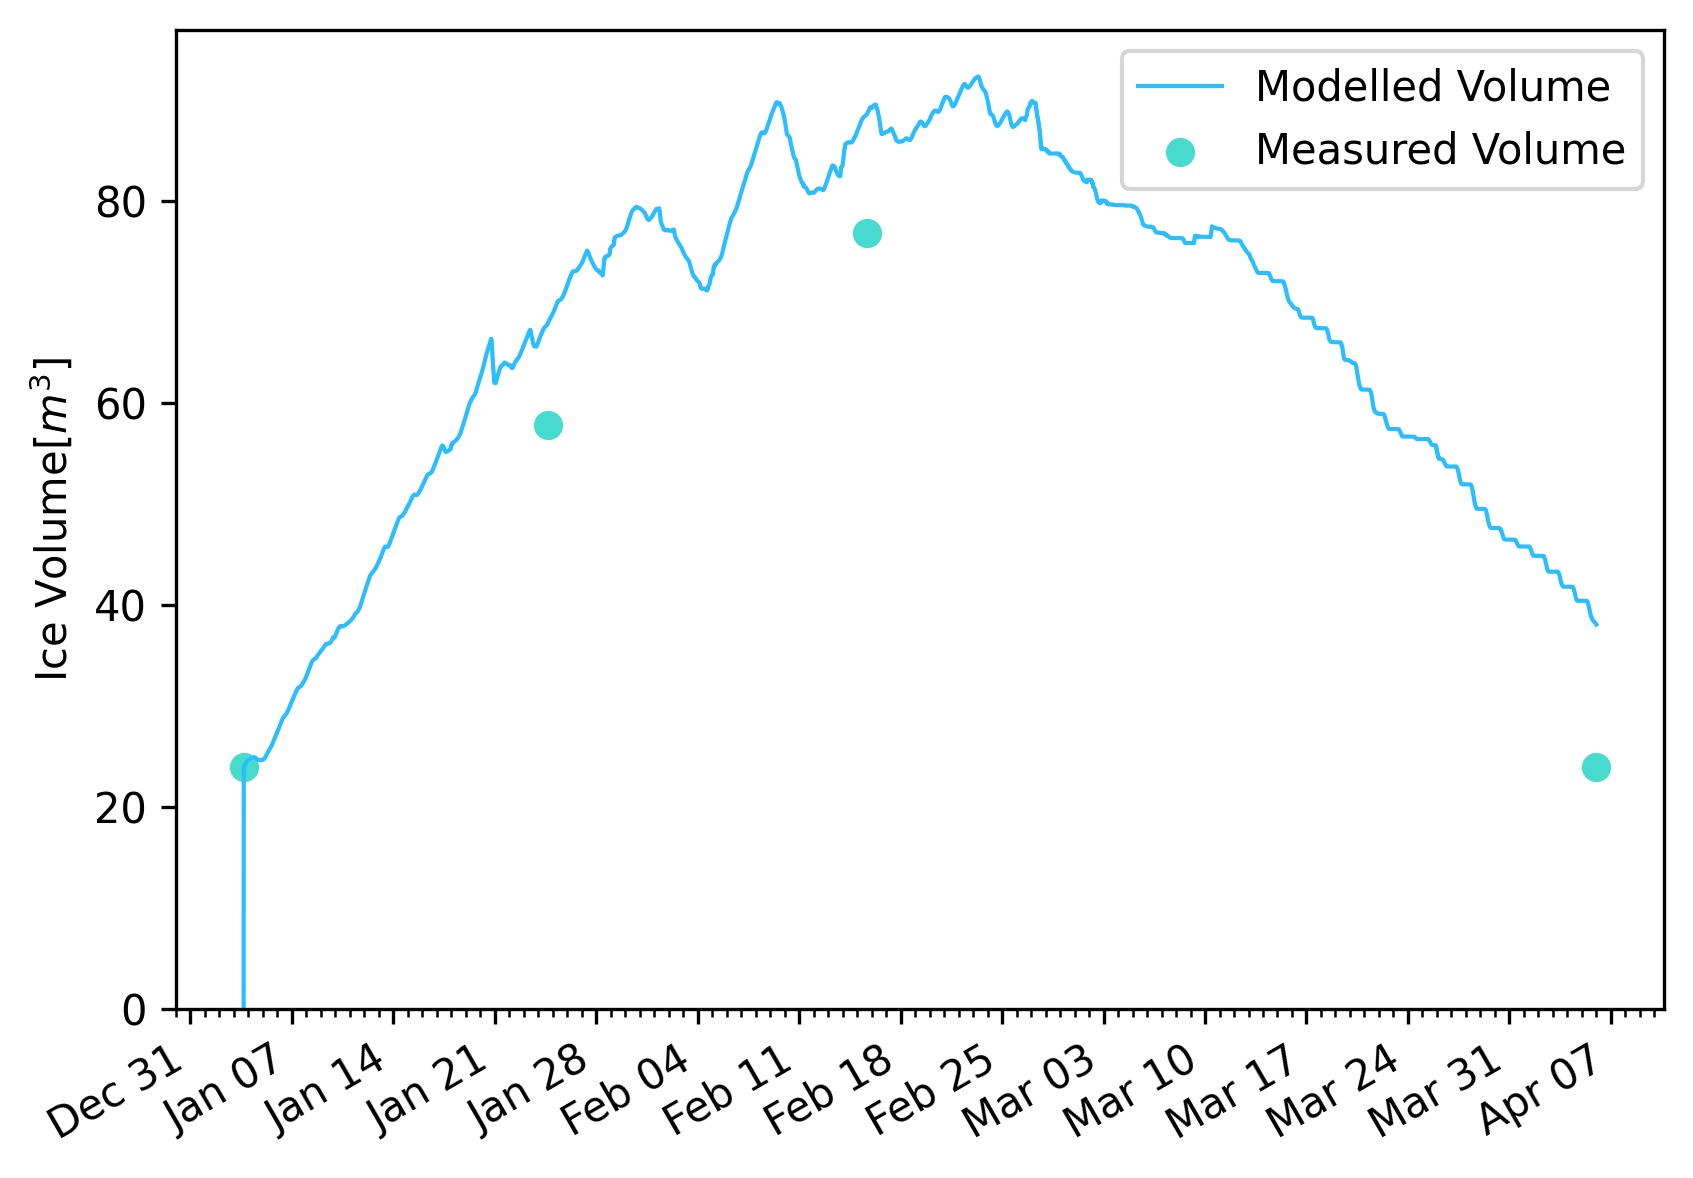 Modelled Volume
Measured Volume
Ice Volume[m³]
80
60
40
20
0
Dec 31
Jan 07
Jan 14
Jan 21
Jan 28
Feb 04
Feb 11
Feb 18
Feb 25
Mar 03
Mar 10
Mar 17
Mar 24
Mar 31
Apr 07